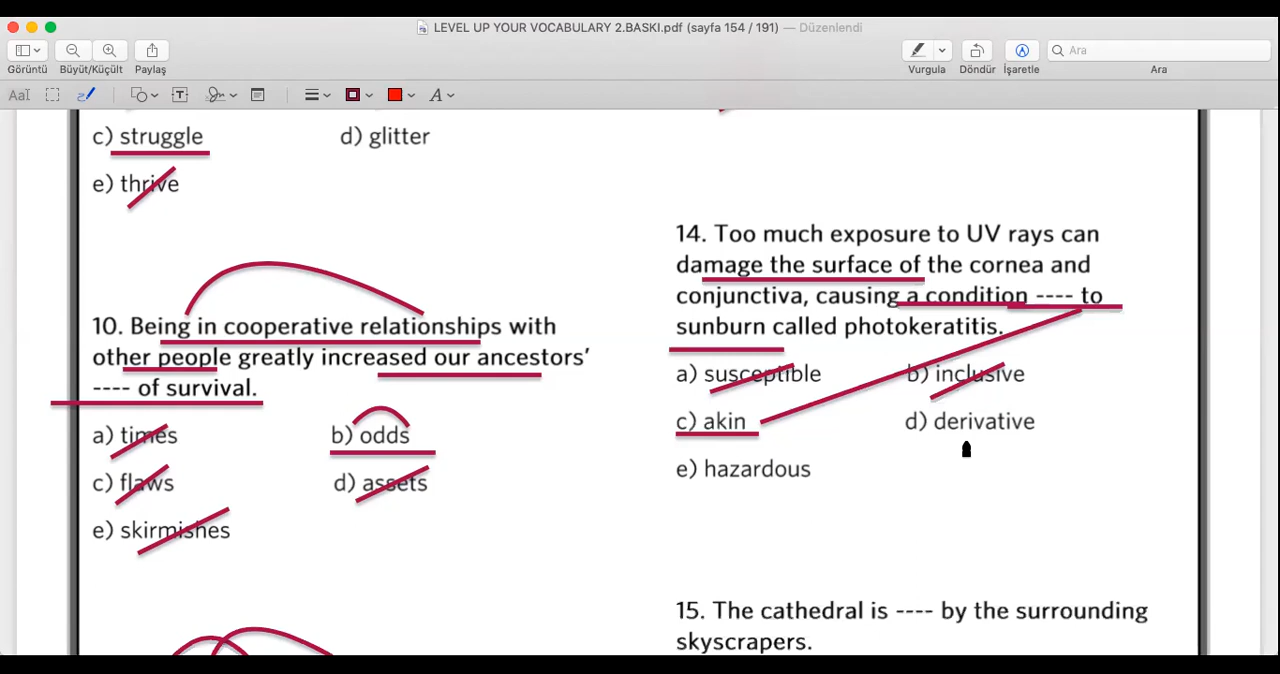 LEVEL UP YOUR VOCABULARY 2.BASKI.pdf (sayfa 154 / 191) — Düzenlendi
Görüntü
Büyüt/Küçült
Paylaş
Vurgula
Döndür
İşaretle
Ara
Ara
c) struggle d) glitter
e) thrive
10. Being in cooperative relationships with
other people greatly increased our ancestors'
---- of survival.
a) times b) odds
c) flaws d) assets
e) skirmishes
14. Too much exposure to UV rays can
damage the surface of the cornea and
conjunctiva, causing a condition ---- to
sunburn called photokeratitis.
a) susceptible b) inclusive
c) akin d) derivative
e) hazardous
15. The cathedral is ---- by the surrounding
skyscrapers.